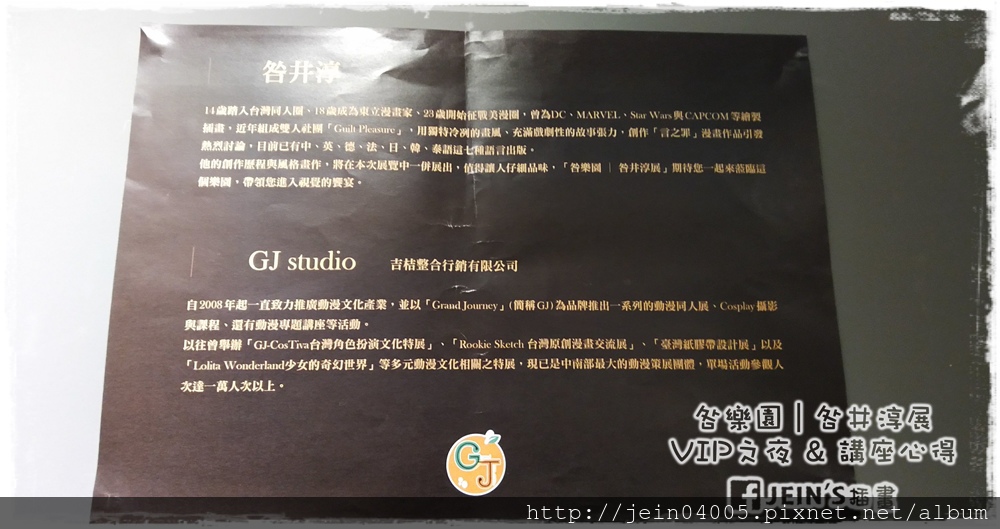 咎井淳
14歲踏入台灣同人圈、18歲成為東立漫畫家、23歲開始征戰美漫圈，曾為DC、MARVEL、Star Wars與CAPCOM等繪製
插畫，近年組成雙人社團「Guilt Pleasure」，用獨特冷冽的畫風、充滿戲劇性的故事張力，創作「言之罪」漫畫作品引發
熱烈討論，目前已有中、英、德、法、日、韓、泰語這七種語言出版。
他的創作歷程與風格畫作，將在本次展覽中一併展出，值得讓人仔細品味，「咎樂園｜咎井淳展」期待您一起來蒞臨這
個樂園，帶領您進入視覺的饗宴。
GJ studio 吉桔整合行銷有限公司
自2008年起一直致力推廣動漫文化產業，並以「Grand Journey」(簡稱GJ)為品牌推出一系列的動漫同人展、Cosplay攝影
與課程、還有動漫專題講座等活動。
以往曾舉辦「GJ-CosTiva台灣角色扮演文化特展」、「Rookie Sketch 台灣原創漫畫交流展」、「臺灣紙膠帶設計展」以及
「Lolita Wonderland少女的奇幻世界」等多元動漫文化相關之特展，現已是中南部最大的動漫策展團體，單場活動參觀人
次達一萬人次以上。
GJ
咎樂園｜咎井淳展
VIP之夜 & 講座心得
f JEIN'S插畫
http://jein04005.pixnet.net/album